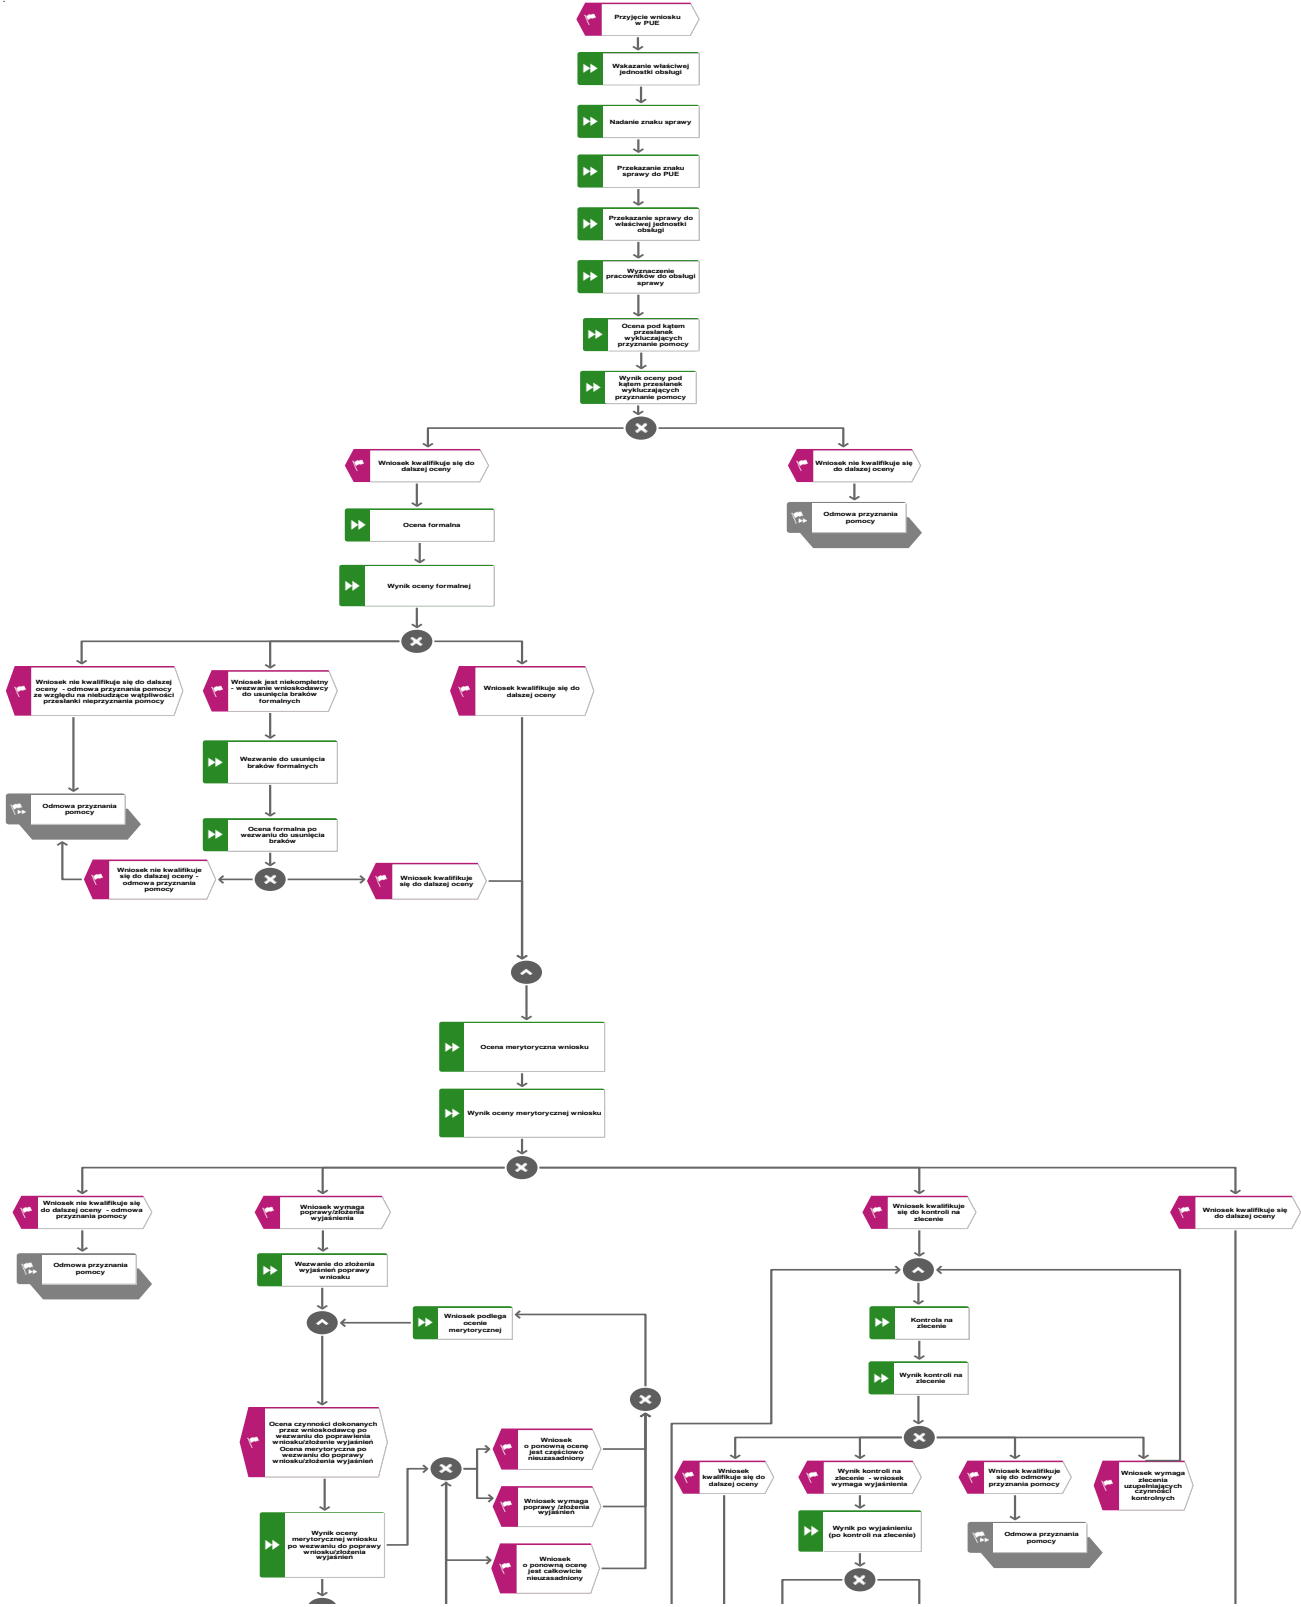 Przyjęcie wniosku
w PUE
Wskazanie właściwej
jednostki obsługi
Nadanie znaku sprawy
Przekazanie znaku
sprawy do PUE
Przekazanie sprawy do
właściwej jednostki
obsługi
Wyznaczenie
pracowników do obsługi
sprawy
Ocena pod kątem
przesłanek
wykluczających
przyznanie pomocy
Wynik oceny pod
kątem przesłanek
wykluczających
przyznanie pomocy
Wniosek kwalifikuje się do
dalszej oceny
Wniosek nie kwalifikuje się
do dalszej oceny
Odmowa przyznania
pomocy
Ocena formalna
Wynik oceny formalnej
Wniosek nie kwalifikuje się do dalszej
oceny - odmowa przyznania pomocy
ze względu na niebudzące wątpliwości
przesłanki nieprzyznania pomocy
Wniosek jest niekompletny
- wezwanie wnioskodawcy
do usunięcia braków
formalnych
Wniosek kwalifikuje się do
dalszej oceny
Wezwanie do usunięcia
braków formalnych
Odmowa przyznania
pomocy
Ocena formalna po
wezwaniu do usunięcia
braków
Wniosek nie kwalifikuje
się do dalszej oceny -
odmowa przyznania
pomocy
Wniosek kwalifikuje
się do dalszej oceny
Ocena merytoryczna wniosku
Wynik oceny merytorycznej wniosku
Wniosek nie kwalifikuje się
do dalszej oceny - odmowa
przyznania pomocy
Wniosek wymaga
poprawy/złożenia
wyjaśnienia
Wniosek kwalifikuje
się do kontroli na
zlecenie
Wniosek kwalifikuje się
do dalszej oceny
Odmowa przyznania
pomocy
Wezwanie do złożenia
wyjaśnień poprawy
wniosku
Wniosek podlega
ocenie
merytorycznej
Kontrola na
zlecenie
Wynik kontroli na
zlecenie
Ocena czynności dokonanych
przez wnioskodawcę po
wezwaniu do poprawienia
wniosku/złożenie wyjaśnień
Ocena merytoryczna po
wezwaniu do poprawy
wniosku/złożenia wyjaśnień
Wniosek
o ponowną ocenę
jest częściowo
nieuzasadniony
Wniosek wymaga
poprawy /złożenia
wyjaśnień
Wniosek
o ponowną ocenę
jest całkowicie
nieuzasadniony
Wynik oceny
merytorycznej wniosku
po wezwaniu do poprawy
wniosku/złożenia
wyjaśnień
Wniosek
kwalifikuje się do
dalszej oceny
Wynik kontroli na
zlecenie - wniosek
wymaga wyjaśnienia
Wniosek kwalifikuje
się do odmowy
przyznania pomocy
Wniosek wymaga
zlecenia
uzupełniających
czynności
kontrolnych
Wynik po wyjaśnieniu
(po kontroli na zlecenie)
Odmowa przyznania
pomocy